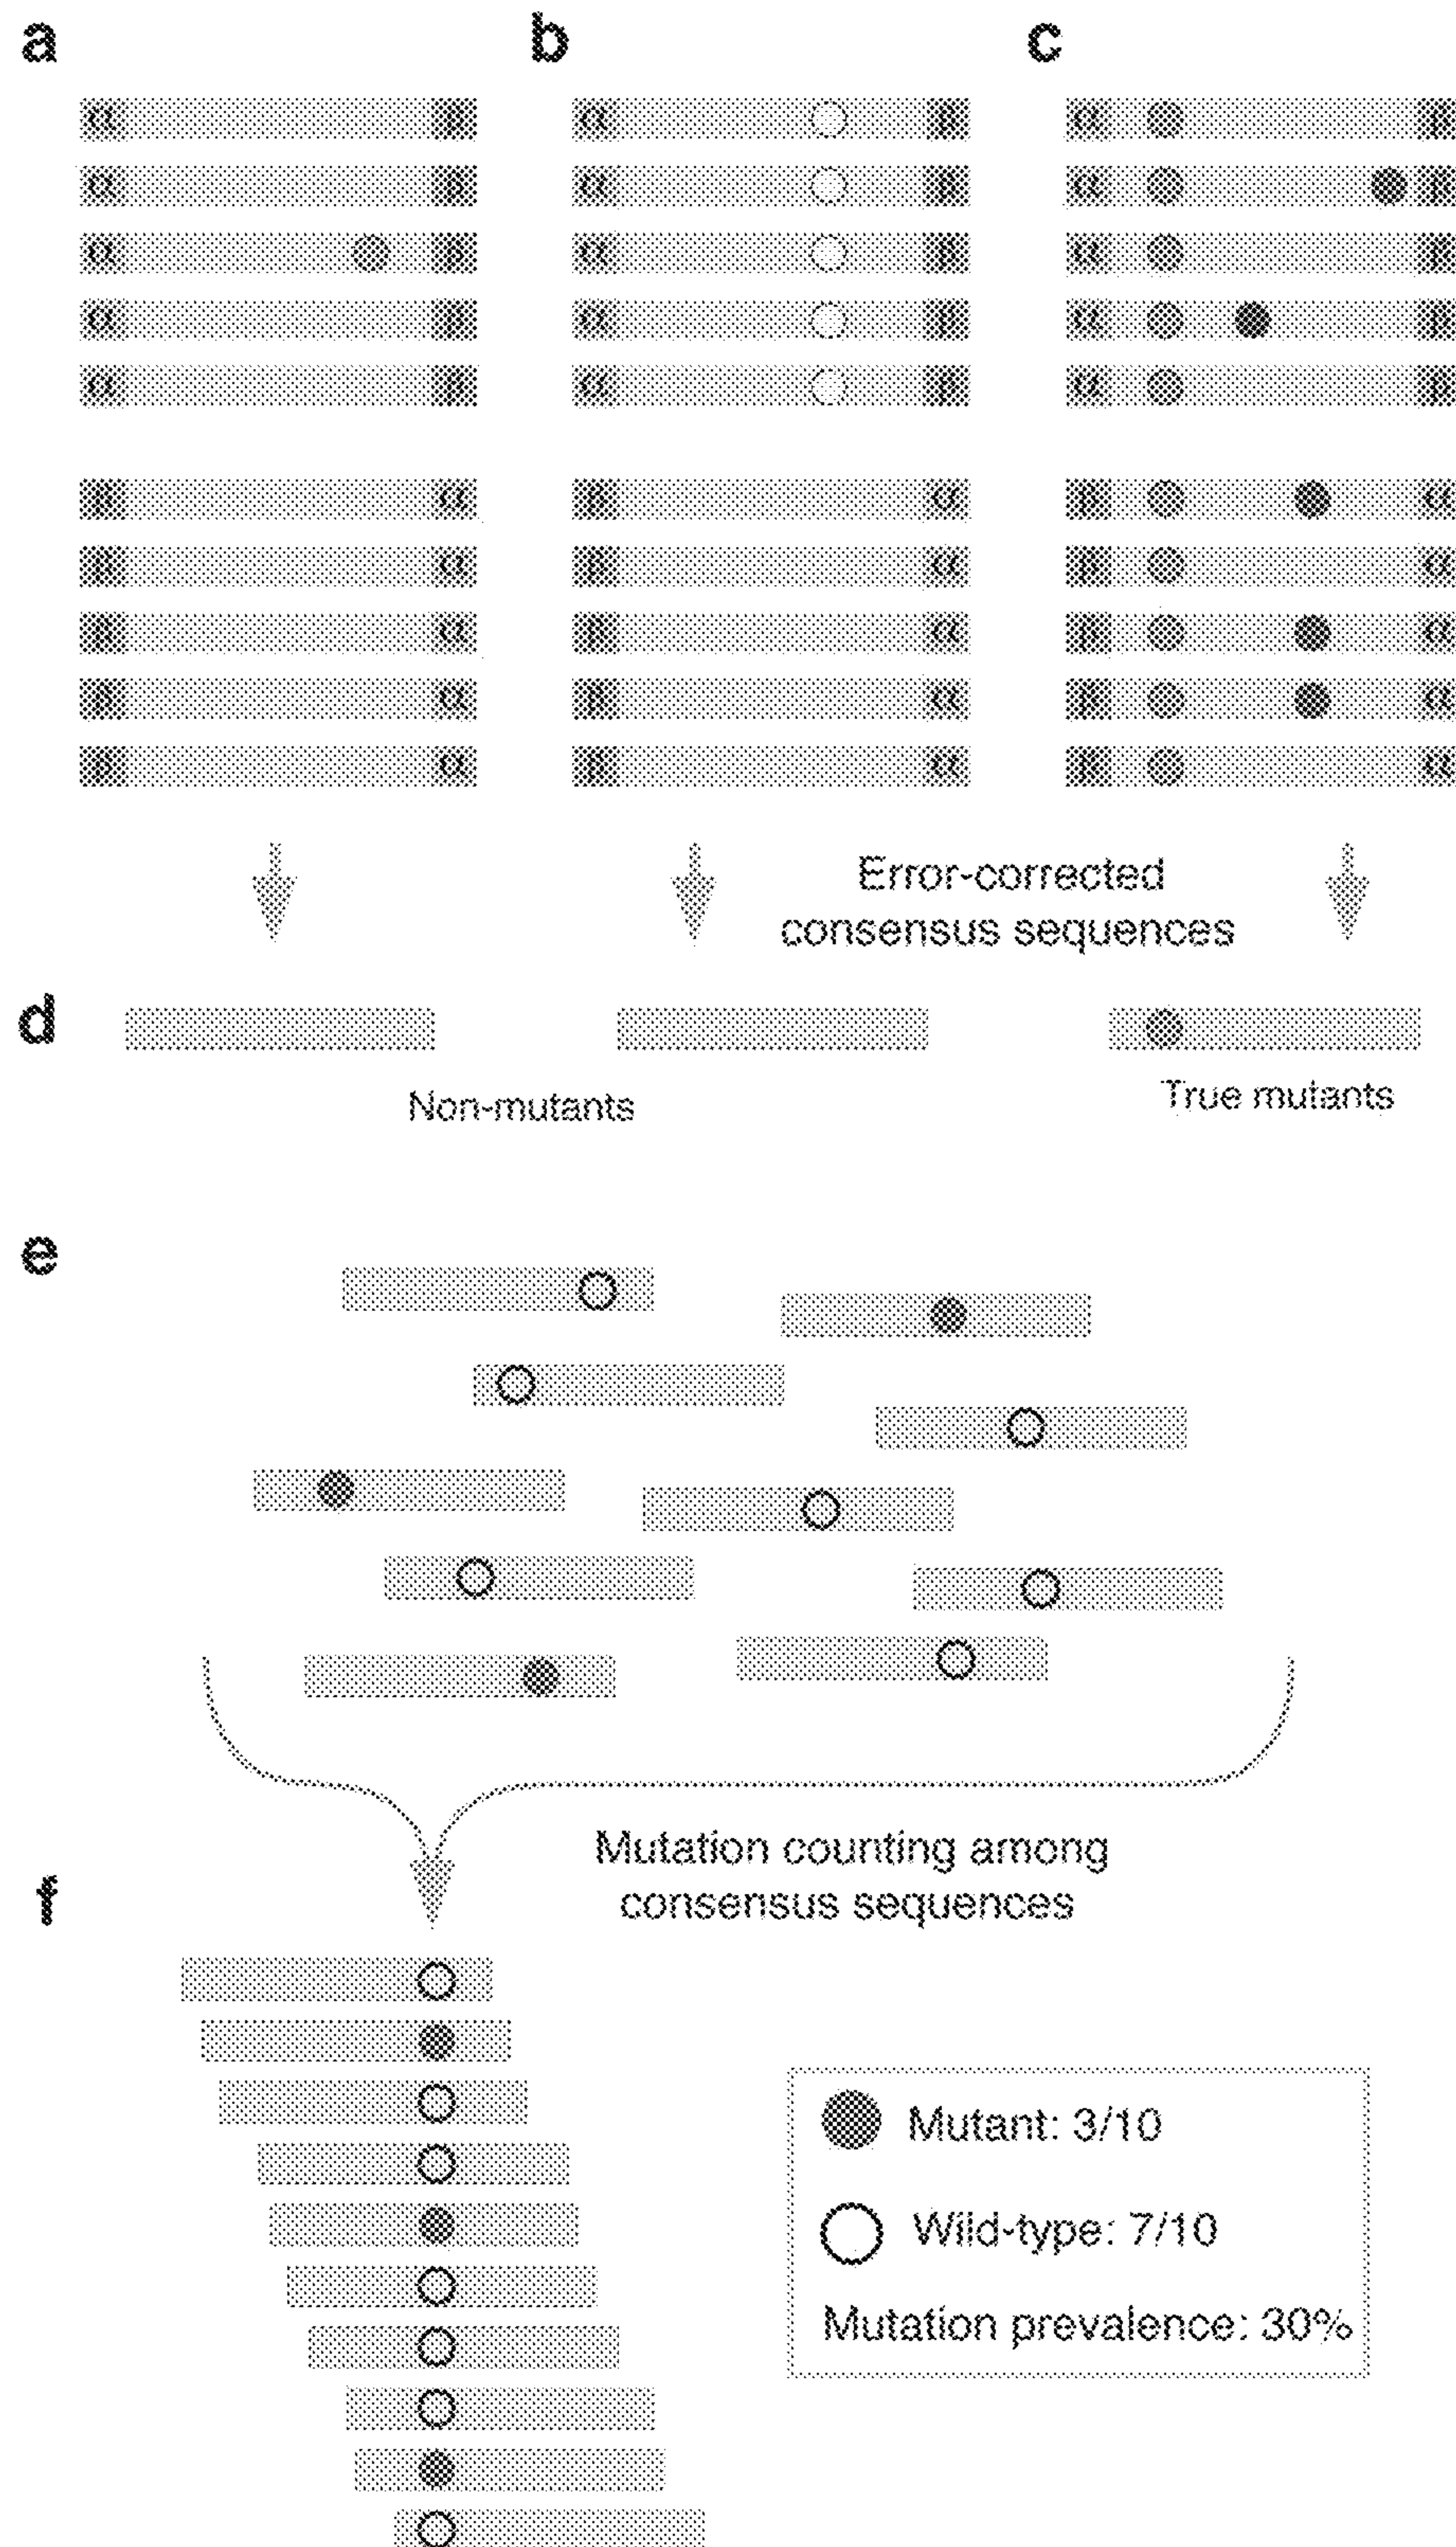 a b c
α β α β α β
α β α β α β
α β α β α β
α β α β α β
α β α β α β
β α β α β α
β α β α β α
β α β α β α
β α β α β α
β α β α β α
Error-corrected
consensus sequences
d
Non-mutants True mutants
e
Mutation counting among
consensus sequences
f
Mutant: 3/10
Wild-type: 7/10
Mutation prevalence: 30%